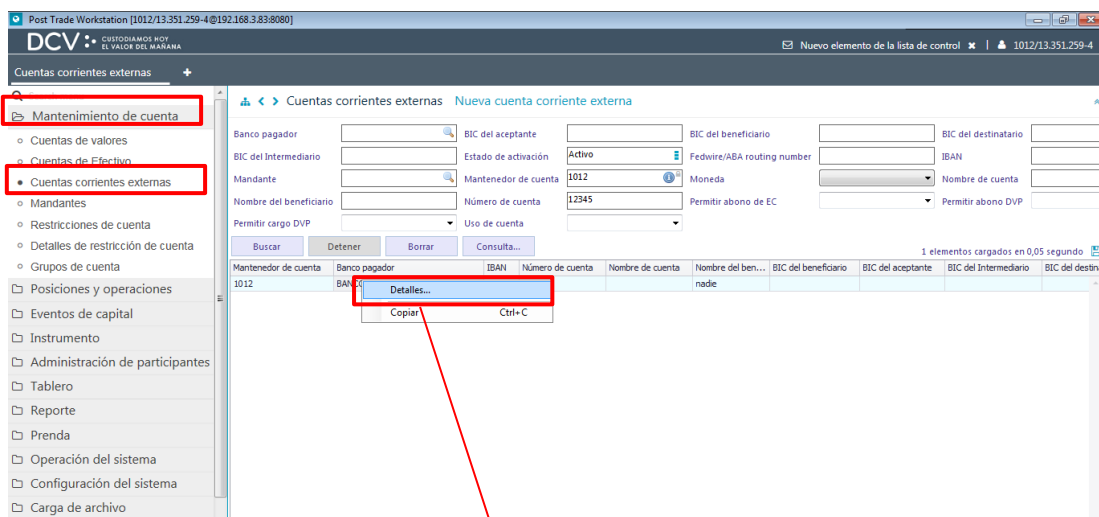 Post Trade Workstation [1012/13.351.259-4@192.168.3.83:8080]
DCV CUSTODIAMOS HOY
EL VALOR DEL MAÑANA
Nuevo elemento de la lista de control | 1012/13.351.259-4
Cuentas corrientes externas +
Cuentas corrientes externas Nueva cuenta corriente externa
Mantenimiento de cuenta
Cuentas de valores
Cuentas de Efectivo
Cuentas corrientes externas
Mandantes
Restricciones de cuenta
Detalles de restricción de cuenta
Grupos de cuenta
Posiciones y operaciones
Eventos de capital
Instrumento
Administración de participantes
Tablero
Reporte
Prenda
Operación del sistema
Configuración del sistema
Carga de archivo
Banco pagador BIC del aceptante BIC del beneficiario BIC del destinatario
BIC del Intermediario Estado de activación Activo Fedwire/ABA routing number IBAN
Mandante Mantenedor de cuenta 1012 Moneda Nombre de cuenta
Nombre del beneficiario Número de cuenta 12345 Permitir abono de EC Permitir abono DVP
Permitir cargo DVP Uso de cuenta
Buscar Detener Borrar Consulta...
1 elementos cargados en 0,05 segundo
Mantenedor de cuenta Banco pagador IBAN Número de cuenta Nombre de cuenta Nombre del ben... BIC del beneficiario BIC del aceptante BIC del Intermediario BIC del destin
1012 nadie
Detalles...
Copiar Ctrl+C